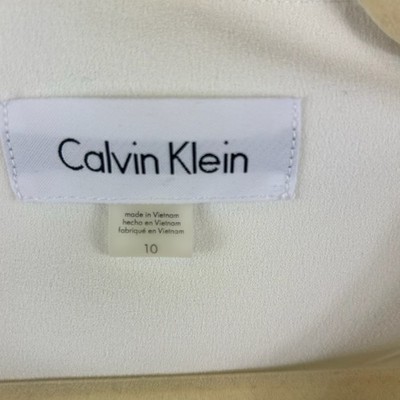 Calvin Klein
made in Vietnam
hecho en Vietnam
fabriqué en Vietnam
10